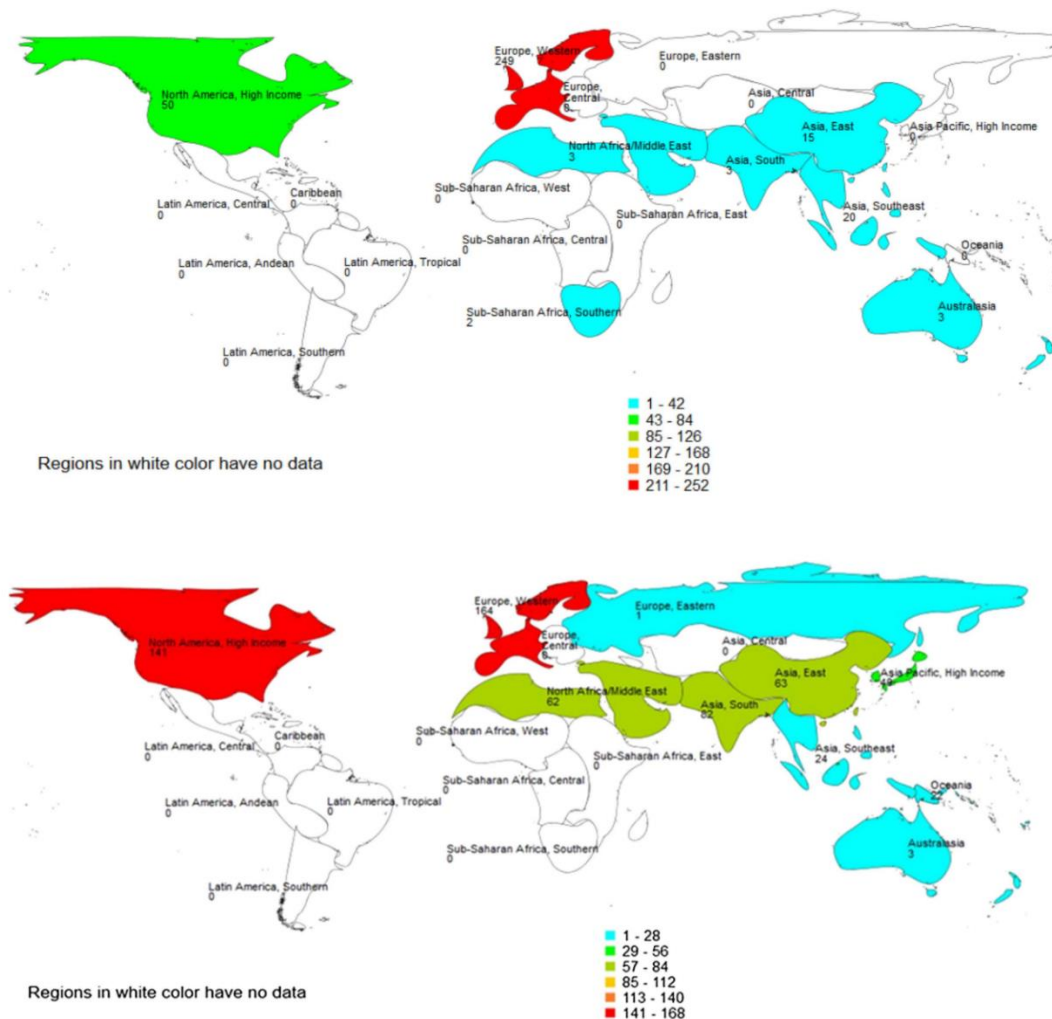 Europe, Western
249
Europe, Eastern
0
North America, High Income
50
Europe,
Central
Asia, Central
0
Asia, East
15
Asia Pacific, High Income
0
North Africa/Middle East
3
Asia, South
3
Sub-Saharan Africa, West
0
Caribbean
0
Latin America, Central
0
Sub-Saharan Africa, East
0
Asia, Southeast
20
Sub-Saharan Africa, Central
0
Oceania
0
Latin America, Andean
0
Latin America, Tropical
0
Australasia
3
Sub-Saharan Africa, Southern
2
Latin America, Southern
0
1 - 42
43 - 84
85 - 126
127 - 168
169 - 210
211 - 252
Regions in white color have no data
Europe, Western
164
Europe, Eastern
1
North America, High Income
141
Europe,
Central
Asia, Central
0
Asia, East
63
Asia Pacific, High Income
North Africa/Middle East
62
Asia, South
82
Sub-Saharan Africa, West
0
Caribbean
0
Latin America, Central
0
Sub-Saharan Africa, East
0
Asia, Southeast
24
Sub-Saharan Africa, Central
0
Oceania
22
Latin America, Andean
0
Latin America, Tropical
0
Australasia
3
Sub-Saharan Africa, Southern
0
Latin America, Southern
0
1 - 28
29 - 56
57 - 84
85 - 112
113 - 140
141 - 168
Regions in white color have no data